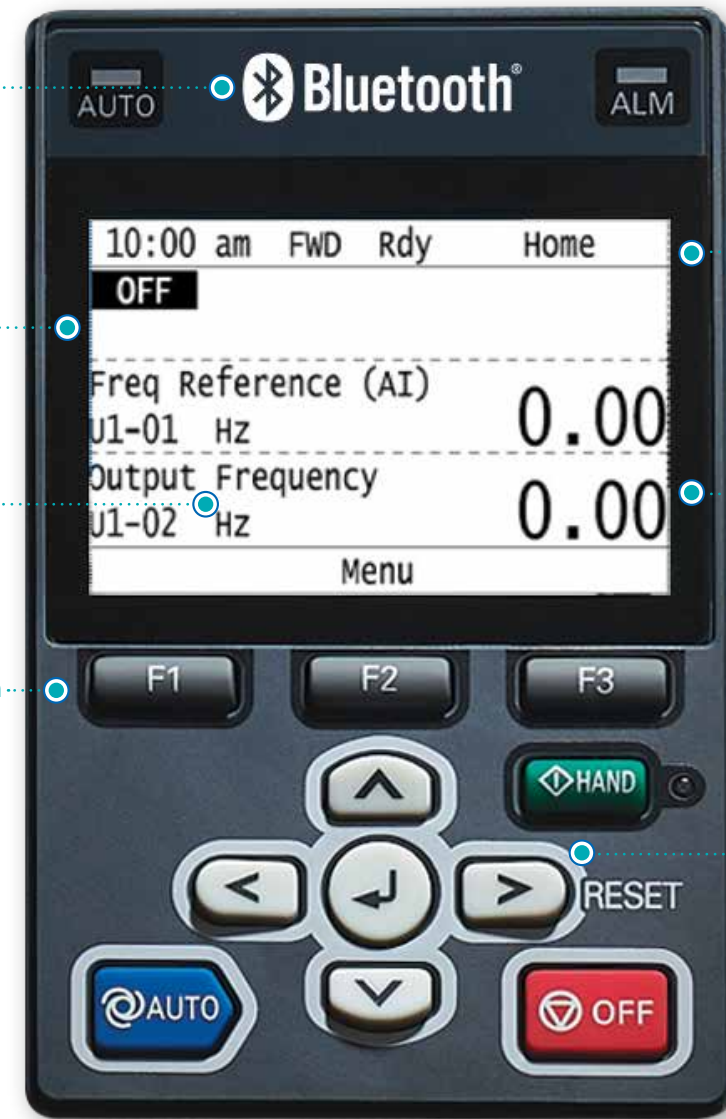 AUTO Bluetooth® ALM
10:00 am FWD Rdy Home
OFF
Freq Reference (AI)
U1-01 Hz 0.00
Output Frequency
U1-02 Hz 0.00
Menu
F1 F2 F3
HAND
RESET
AUTO OFF